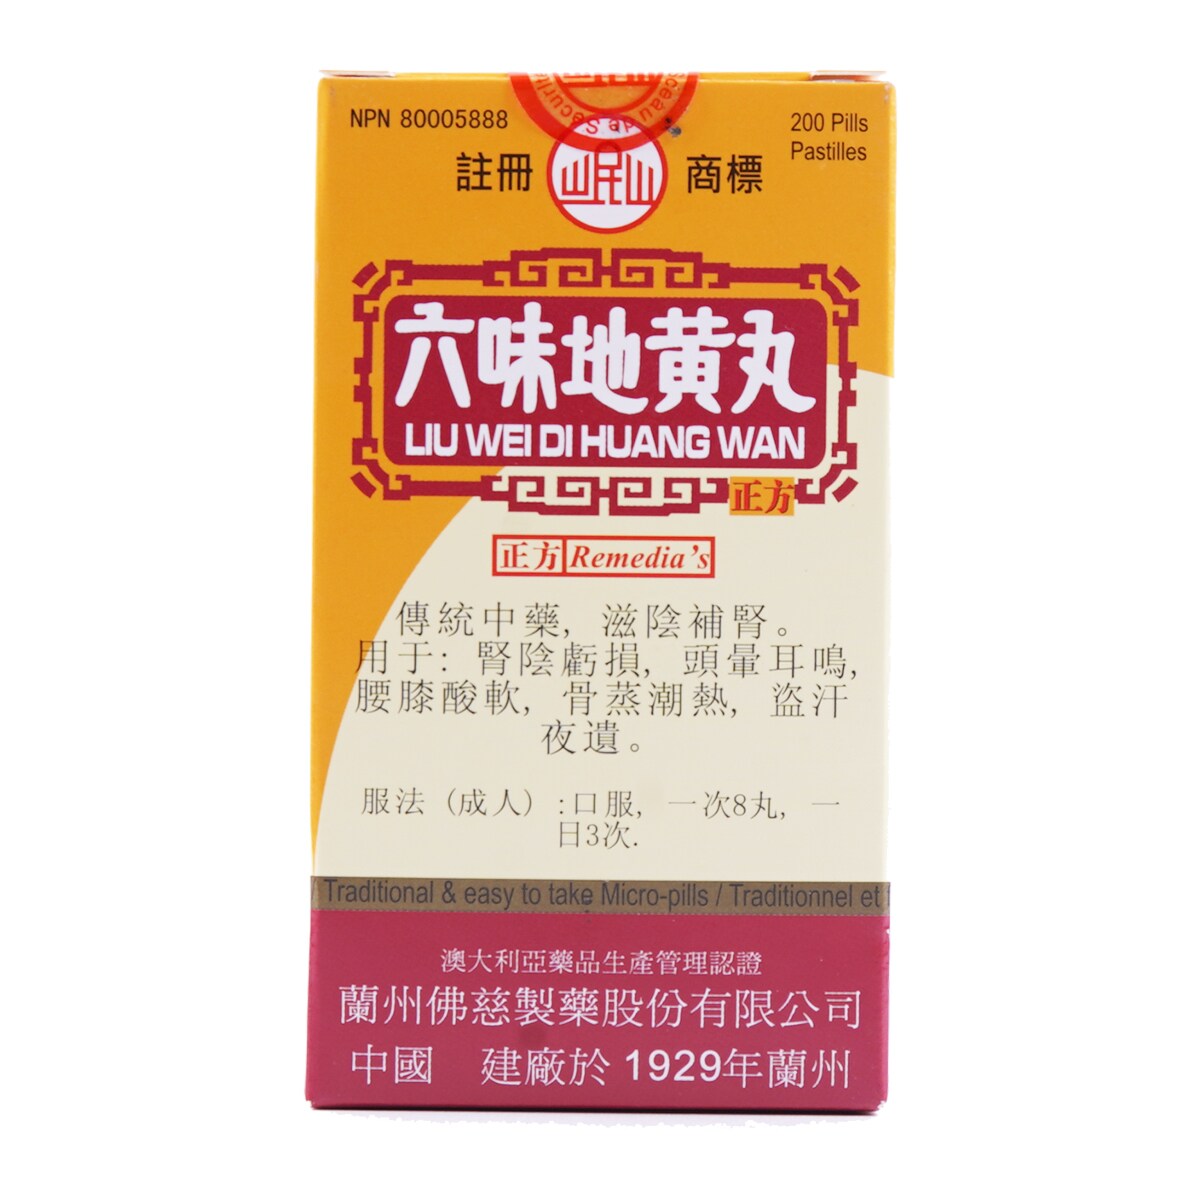 NPN 80005888
200 Pills
Pastilles
註冊 岷山 商標
六味地黄丸
LIU WEI DI HUANG WAN
正方
正方 Remedia's
傳統中藥, 滋陰補腎。
用于: 腎陰虧損, 頭暈耳鳴,
腰膝酸軟, 骨蒸潮熱, 盜汗
夜遺。
服法 (成人) :口服, 一次8丸, 一
日3次.
Traditional & easy to take Micro-pills / Traditionnel et
澳大利亞藥品生產管理認證
蘭州佛慈製藥股份有限公司
中國 建廠於 1929年蘭州